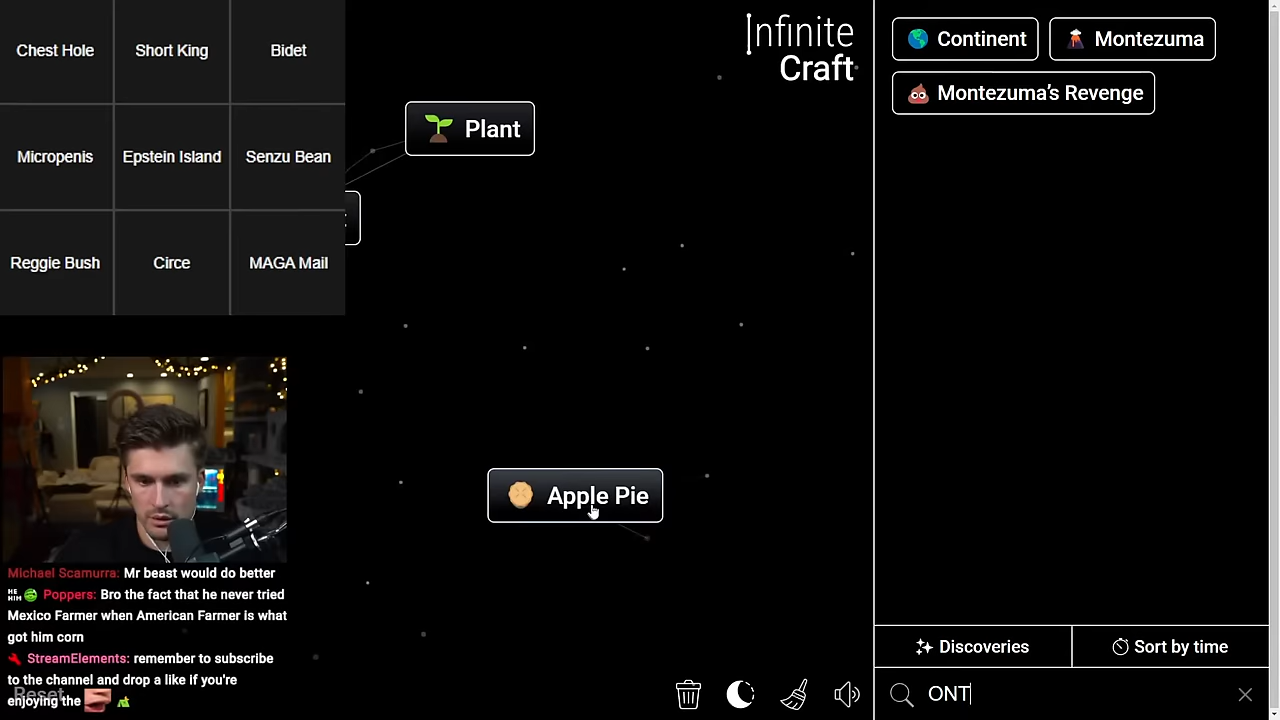 Chest Hole
Short King
Bidet
Micropenis
Epstein Island
Senzu Bean
Reggie Bush
Circe
MAGA Mail
Infinite
Craft
Plant
Apple Pie
Continent
Montezuma
Montezuma's Revenge
Michael Scamurra: Mr beast would do better
HE HIM Poppers: Bro the fact that he never tried
Mexico Farmer when American Farmer is what
got him corn
StreamElements: remember to subscribe
to the channel and drop a like if you're
enjoying the
Reset
Discoveries
Sort by time
ONT